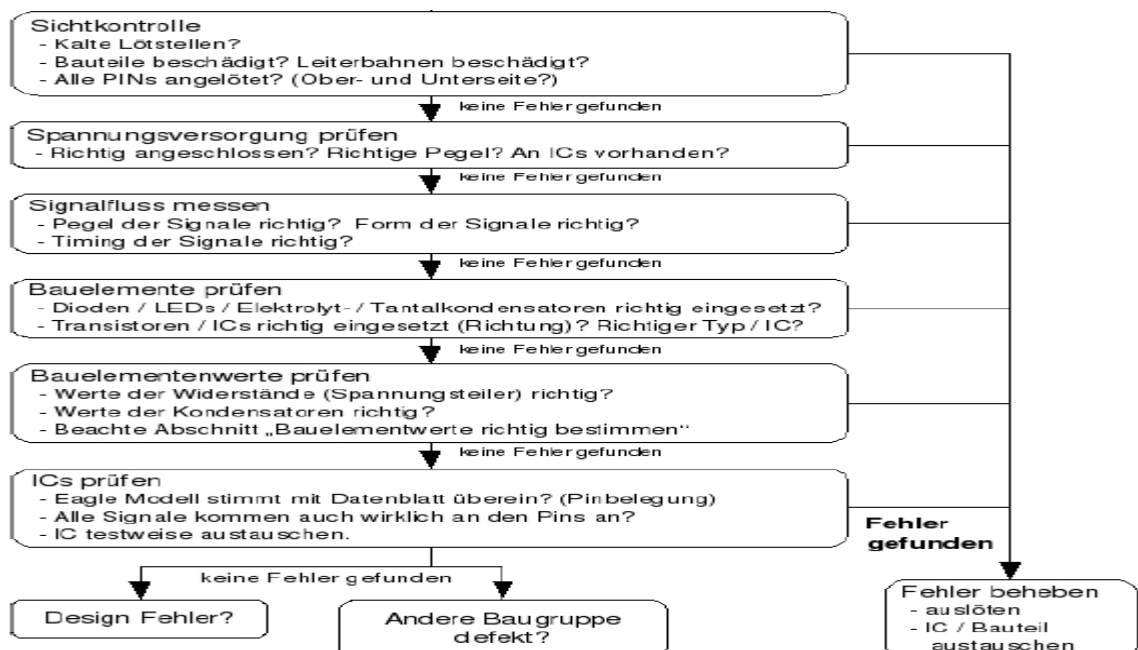 Sichtkontrolle
- Kalte Lötstellen?
- Bauteile beschädigt? Leiterbahnen beschädigt?
- Alle PINs angelötet? (Ober- und Unterseite?)
keine Fehler gefunden
Spannungsversorgung prüfen
- Richtig angeschlossen? Richtige Pegel? An ICs vorhanden?
keine Fehler gefunden
Signalfluss messen
- Pegel der Signale richtig? Form der Signale richtig?
- Timing der Signale richtig?
keine Fehler gefunden
Bauelemente prüfen
- Dioden / LEDs / Elektrolyt- / Tantalkondensatoren richtig eingesetzt?
- Transistoren / ICs richtig eingesetzt (Richtung)? Richtiger Typ / IC?
keine Fehler gefunden
Bauelementenwerte prüfen
- Werte der Widerstände (Spannungsteiler) richtig?
- Werte der Kondensatoren richtig?
- Beachte Abschnitt „Bauelementwerte richtig bestimmen“
keine Fehler gefunden
ICs prüfen
- Eagle Modell stimmt mit Datenblatt überein? (Pinbelegung)
- Alle Signale kommen auch wirklich an den Pins an?
- IC testweise austauschen.
Fehler
gefunden
keine Fehler gefunden
Design Fehler?
Andere Baugruppe
defekt?
Fehler beheben
- auslöten
- IC / Bauteil
austauschen